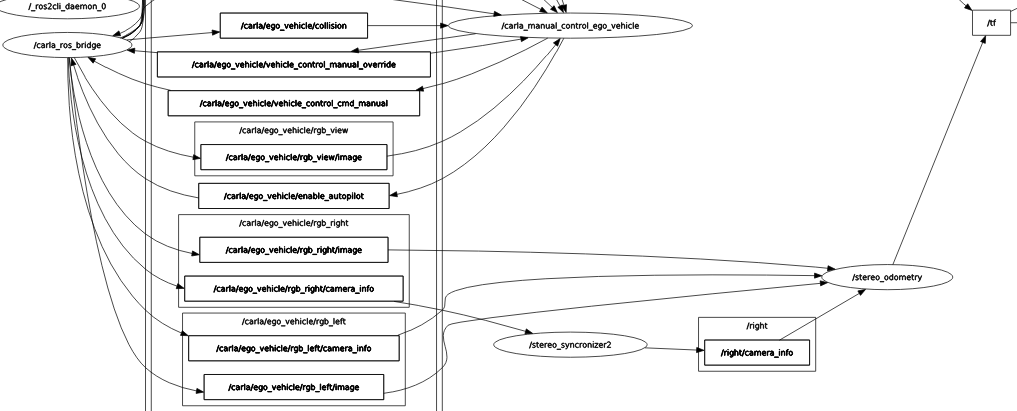 /_ros2cli_daemon_0
/carla_ros_bridge
/carla/ego_vehicle/collision
/carla_manual_control_ego_vehicle
/tf
/carla/ego_vehicle/vehicle_control_manual_override
/carla/ego_vehicle/vehicle_control_cmd_manual
/carla/ego_vehicle/rgb_view
/carla/ego_vehicle/rgb_view/image
/carla/ego_vehicle/enable_autopilot
/carla/ego_vehicle/rgb_right
/carla/ego_vehicle/rgb_right/image
/carla/ego_vehicle/rgb_right/camera_info
/stereo_odometry
/carla/ego_vehicle/rgb_left
/carla/ego_vehicle/rgb_left/camera_info
/carla/ego_vehicle/rgb_left/image
/stereo_syncronizer2
/right
/right/camera_info